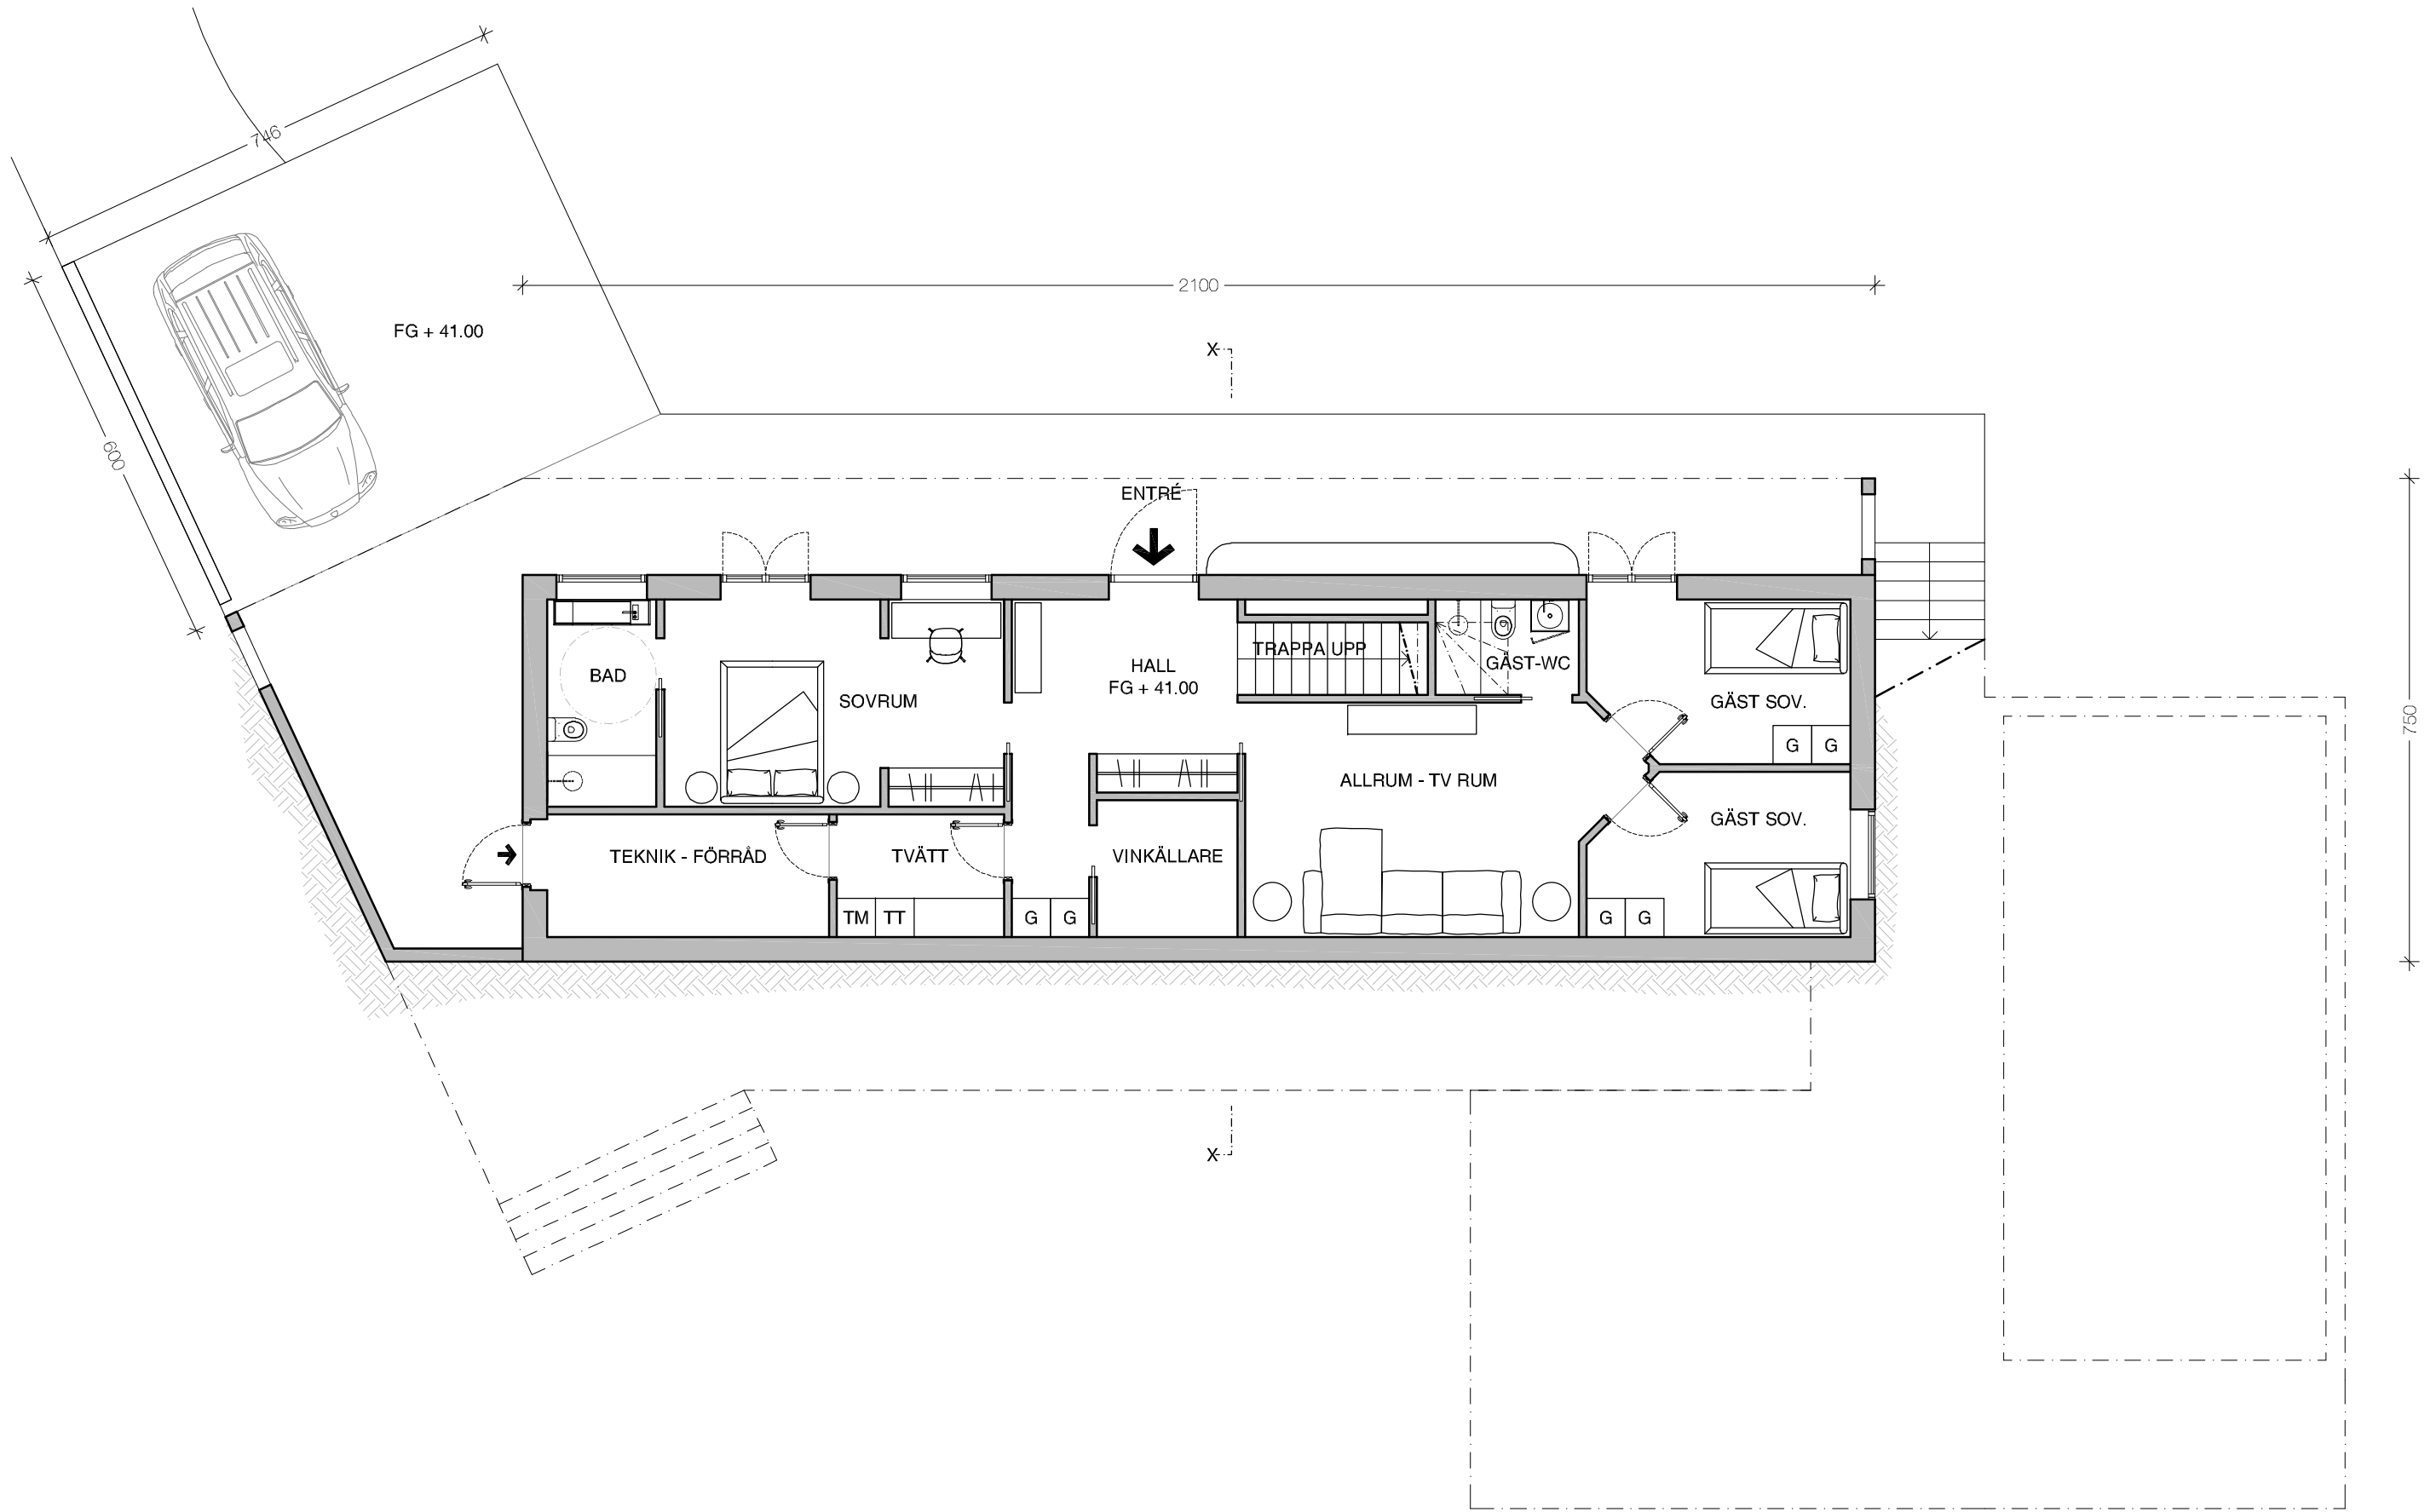 746
2100
FG + 41.00
X
600
ENTRÉ
TRAPPA UPP
GÄST-WC
HALL
FG + 41.00
BAD
SOVRUM
GÄST SOV.
750
G G
ALLRUM - TV RUM
GÄST SOV.
TEKNIK - FÖRRÅD
TVÄTT
VINKÄLLARE
TM TT
G G
G G
X